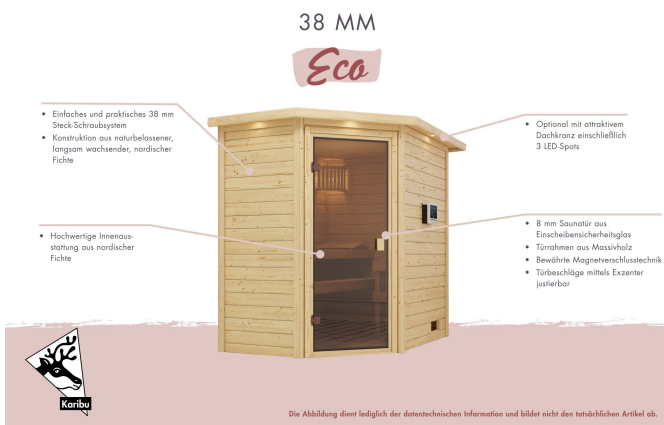 38 MM
Eco
• Einfaches und praktisches 38 mm
Steck-Schraubsystem
• Konstruktion aus naturbelassener,
langsam wachsender, nordischer
Fichte
• Hochwertige Innenaus-
stattung aus nordischer
Fichte
• Optional mit attraktivem
Dachkranz einschließlich
3 LED-Spots
• 8 mm Saunatür aus
Einscheibensicherheitsglas
• Türrahmen aus Massivholz
• Bewährte Magnetverschlusstechnik
• Türbeschläge mittels Exzenter
justierbar
Karibu
Die Abbildung dient lediglich der datentechnischen Information und bildet nicht den tatsächlichen Artikel ab.